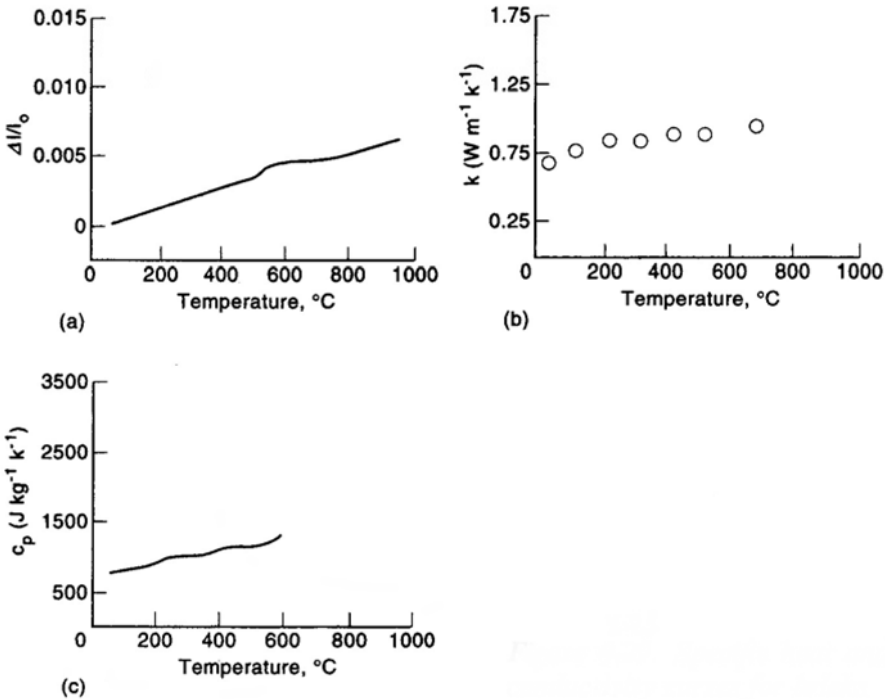 0.015
0.010
0.005
0
Δl/l₀
0 200 400 600 800 1000
Temperature, °C
(a)
1.75
1.25
0.75
0.25
k (W m⁻¹ k⁻¹)
0 200 400 600 800 1000
Temperature, °C
(b)
3500
2500
1500
500
cₚ (J kg⁻¹ k⁻¹)
0 200 400 600 800 1000
Temperature, °C
(c)